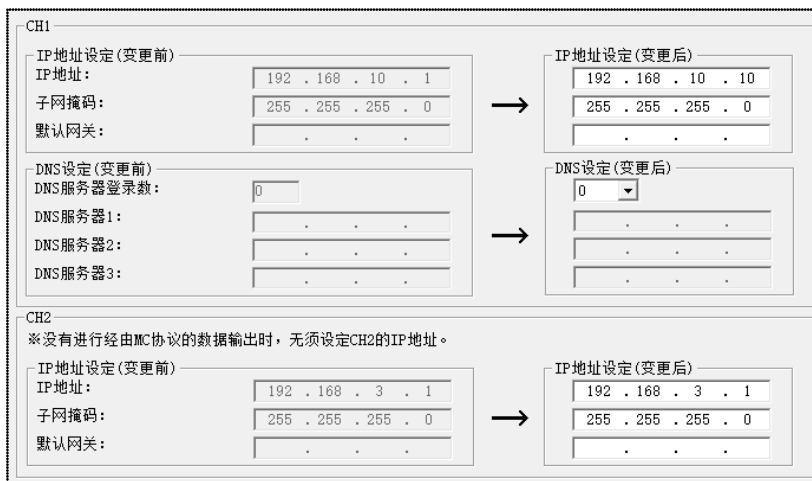 CH1
IP地址设定(变更前)
IP地址: 192 . 168 . 10 . 1
子网掩码: 255 . 255 . 255 . 0
默认网关: . . .
→
IP地址设定(变更后)
192 . 168 . 10 . 10
255 . 255 . 255 . 0
. . .
DNS设定(变更前)
DNS服务器登录数: 0
DNS服务器1: . . .
DNS服务器2: . . .
DNS服务器3: . . .
→
DNS设定(变更后)
0
. . .
. . .
. . .
CH2
※没有进行经由MC协议的数据输出时，无须设定CH2的IP地址。
IP地址设定(变更前)
IP地址: 192 . 168 . 3 . 1
子网掩码: 255 . 255 . 255 . 0
默认网关: . . .
→
IP地址设定(变更后)
192 . 168 . 3 . 1
255 . 255 . 255 . 0
. . .